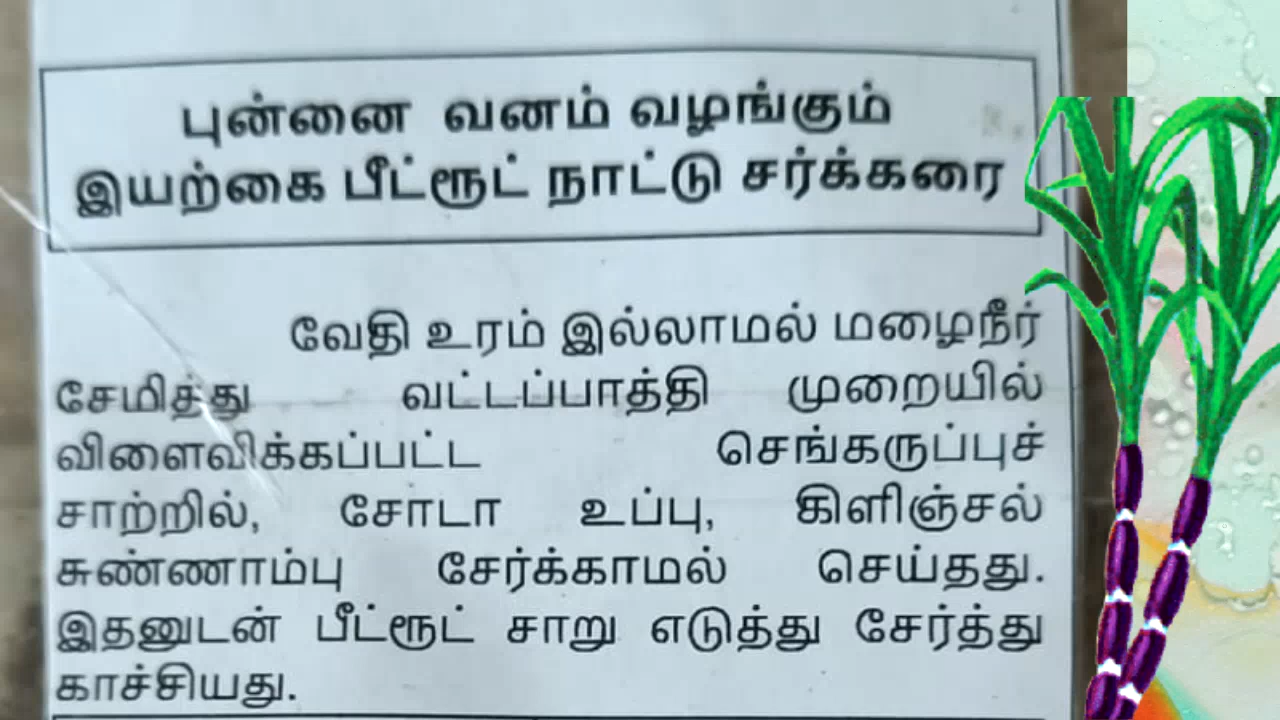 புன்னை வனம் வழங்கும்
இயற்கை பீட்ரூட் நாட்டு சர்க்கரை
வேதி உரம் இல்லாமல் மழைநீர்
சேமித்து வட்டப்பாத்தி முறையில்
விளைவிக்கப்பட்ட செங்கருப்புச்
சாற்றில், சோடா உப்பு, கிளிஞ்சல்
சுண்ணாம்பு சேர்க்காமல் செய்தது.
இதனுடன் பீட்ரூட் சாறு எடுத்து சேர்த்து
காச்சியது.